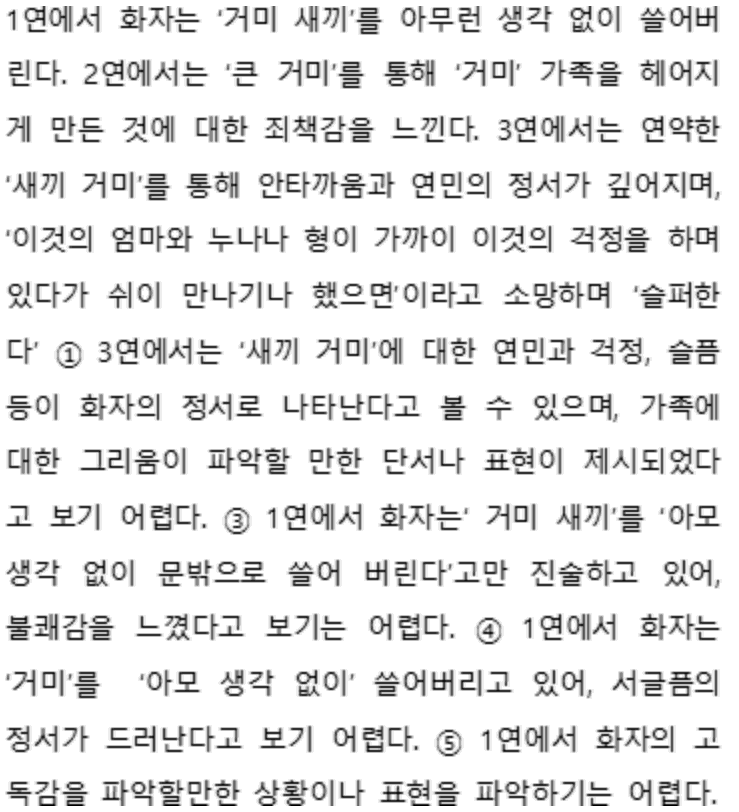 1연에서 화자는 ‘거미 새끼’를 아무런 생각 없이 쓸어버
린다. 2연에서는 ‘큰 거미’를 통해 ‘거미’ 가족을 헤어지
게 만든 것에 대한 죄책감을 느낀다. 3연에서는 연약한
‘새끼 거미’를 통해 안타까움과 연민의 정서가 깊어지며,
‘이것의 엄마와 누나나 형이 가까이 이것의 걱정을 하며
있다가 쉬이 만나기나 했으면’이라고 소망하며 ‘슬퍼한
다’ ① 3연에서는 ‘새끼 거미’에 대한 연민과 걱정, 슬픔
등이 화자의 정서로 나타난다고 볼 수 있으며, 가족에
대한 그리움이 파악할 만한 단서나 표현이 제시되었다
고 보기 어렵다. ③ 1연에서 화자는‘ 거미 새끼’를 ‘아모
생각 없이 문밖으로 쓸어 버린다’고만 진술하고 있어,
불쾌감을 느꼈다고 보기는 어렵다. ④ 1연에서 화자는
‘거미’를 ‘아모 생각 없이’ 쓸어버리고 있어, 서글픔의
정서가 드러난다고 보기 어렵다. ⑤ 1연에서 화자의 고
독감을 파악할만한 상황이나 표현을 파악하기는 어렵다.